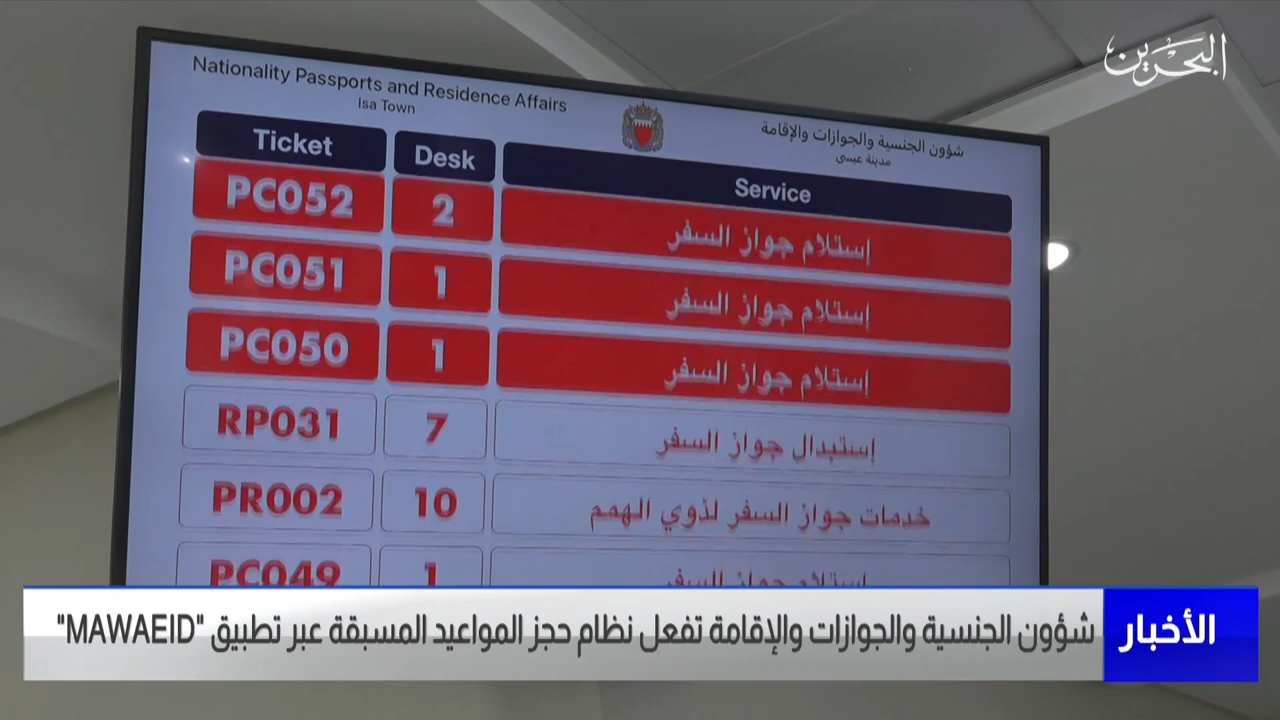 البحرين
Nationality Passports and Residence Affairs
Isa Town
شؤون الجنسية والجوازات والإقامة
مدينة عيسى
Ticket Desk Service
PC052 2 إستلام جواز السفر
PC051 1 إستلام جواز السفر
PC050 1 إستلام جواز السفر
RP031 7 إستبدال جواز السفر
PR002 10 خدمات جواز السفر لذوي الهمم
PC049 1 إستلام جواز السفر
الأخبار
شؤون الجنسية والجوازات والإقامة تفعل نظام حجز المواعيد المسبقة عبر تطبيق "MAWAEID"